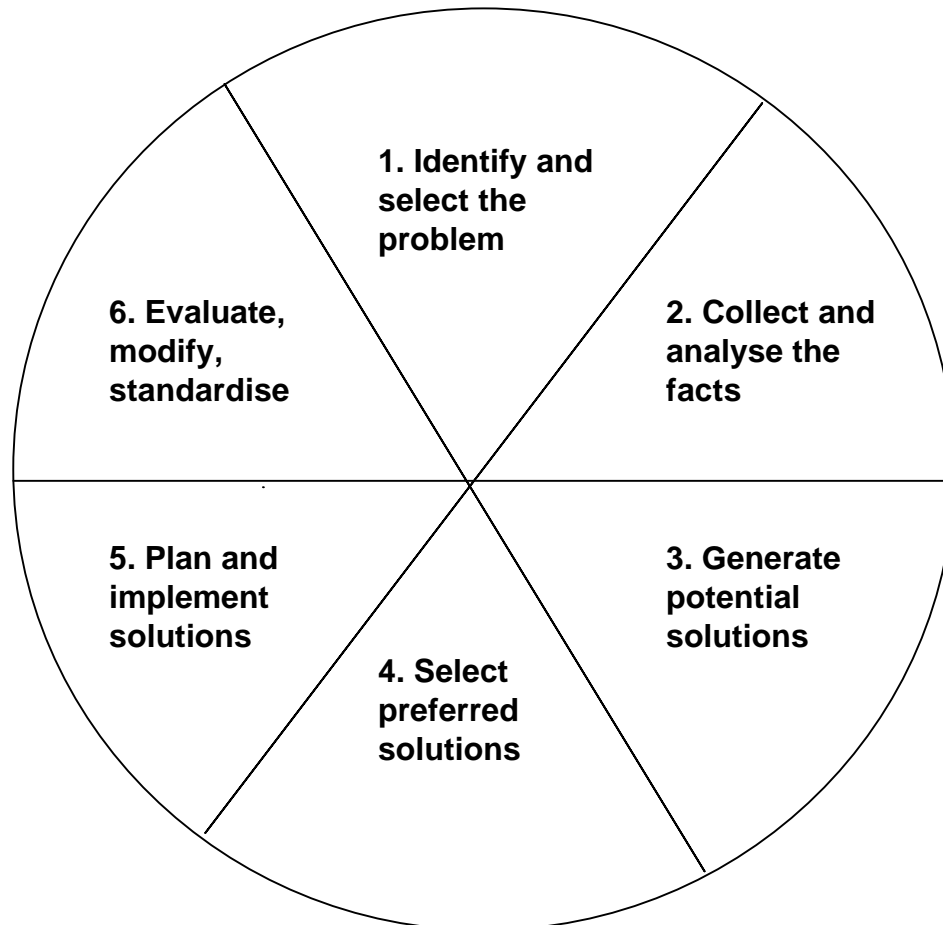 1. Identify and
select the
problem
2. Collect and
analyse the
facts
3. Generate
potential
solutions
4. Select
preferred
solutions
5. Plan and
implement
solutions
6. Evaluate,
modify,
standardise